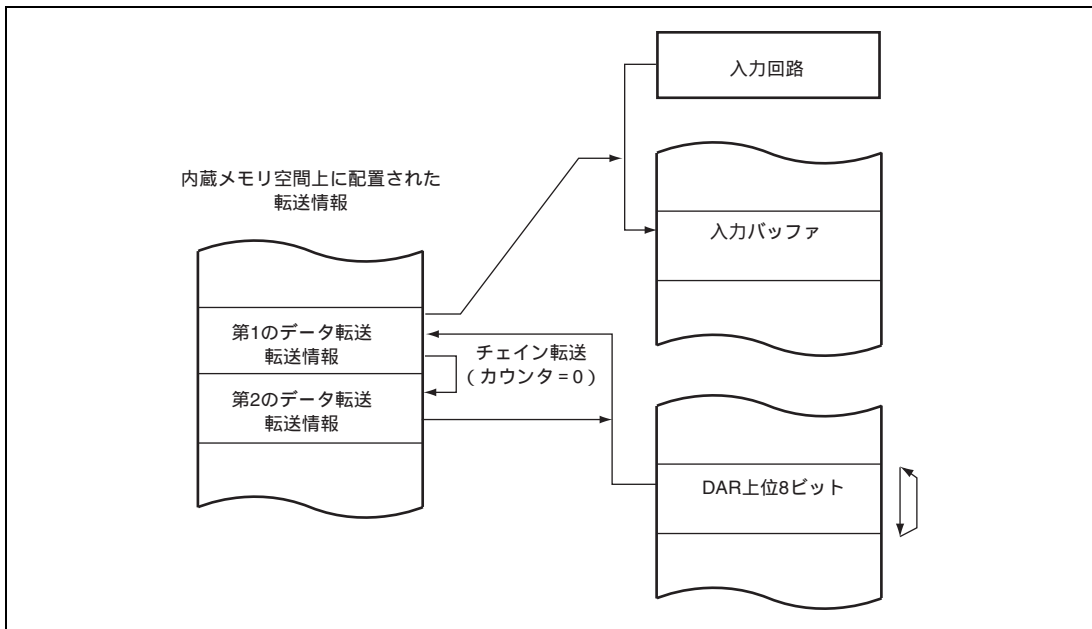 入力回路
内蔵メモリ空間上に配置された
転送情報
入力バッファ
第1のデータ転送
転送情報
チェイン転送
(カウンタ=0)
第2のデータ転送
転送情報
DAR上位8ビット